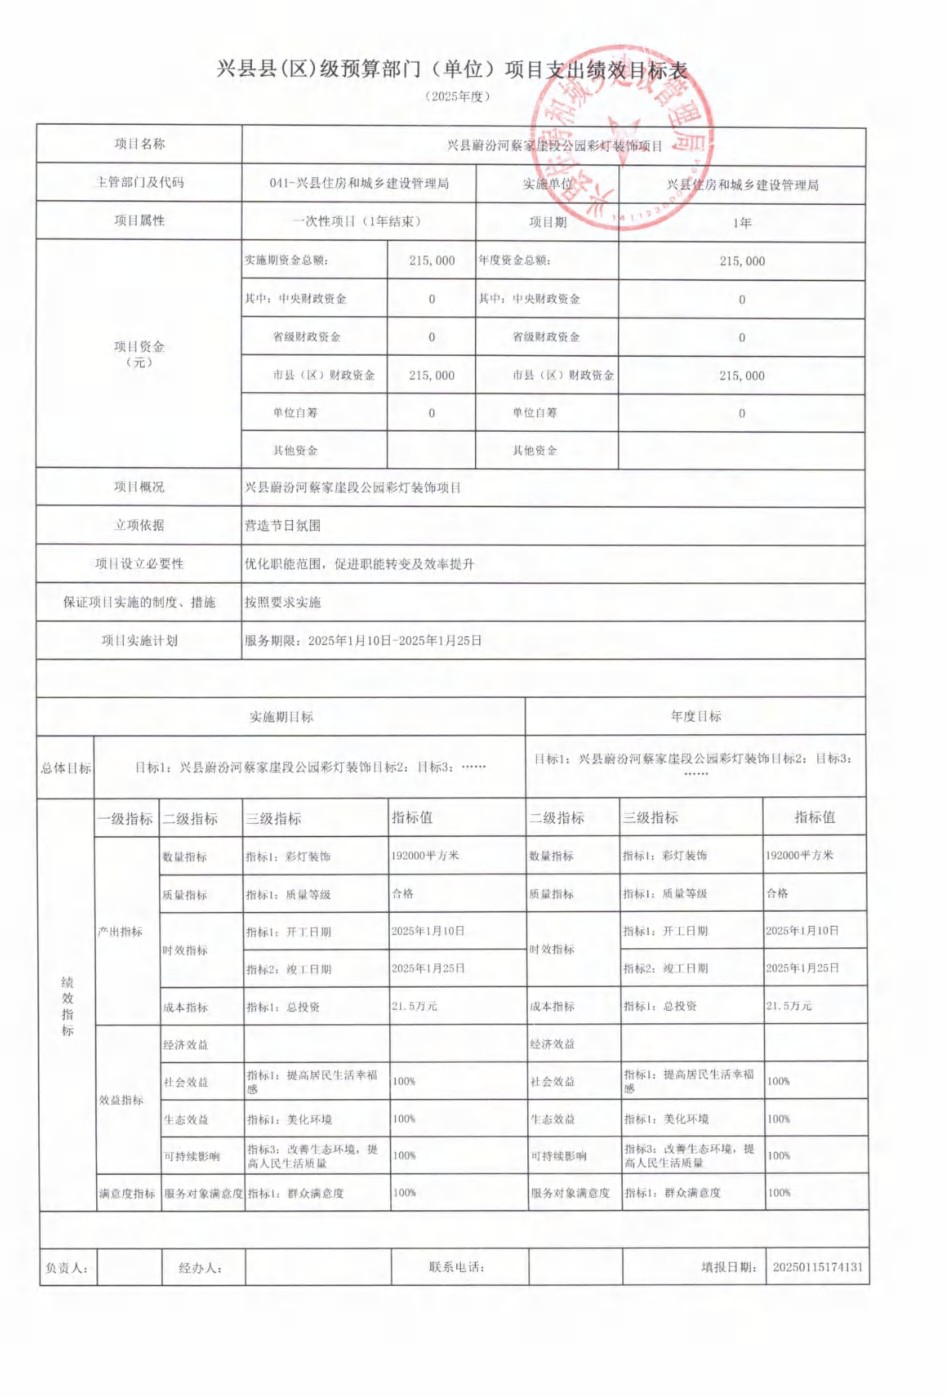 兴县县(区)级预算部门（单位）项目支出绩效目标表
（2025年度）
项目名称 兴县蔚汾河蔡家崖段公园彩灯装饰项目
主管部门及代码 041-兴县住房和城乡建设管理局 实施单位 兴县住房和城乡建设管理局
项目属性 一次性项目（1年结束） 项目期 1年
项目资金
（元）
实施期资金总额： 215,000 年度资金总额： 215,000
其中：中央财政资金 0 其中：中央财政资金 0
省级财政资金 0 省级财政资金 0
市县（区）财政资金 215,000 市县（区）财政资金 215,000
单位自筹 0 单位自筹 0
其他资金 其他资金
项目概况 兴县蔚汾河蔡家崖段公园彩灯装饰项目
立项依据 营造节日氛围
项目设立必要性 优化职能范围，促进职能转变及效率提升
保证项目实施的制度、措施 按照要求实施
项目实施计划 服务期限：2025年1月10日-2025年1月25日
实施期目标 年度目标
总体目标 目标1：兴县蔚汾河蔡家崖段公园彩灯装饰目标2：目标3：…… 目标1：兴县蔚汾河蔡家崖段公园彩灯装饰目标2：目标3：
……
绩效指标
一级指标 二级指标 三级指标 指标值 二级指标 三级指标 指标值
产出指标
数量指标 指标1：彩灯装饰 192000平方米 数量指标 指标1：彩灯装饰 192000平方米
质量指标 指标1：质量等级 合格 质量指标 指标1：质量等级 合格
时效指标 指标1：开工日期 2025年1月10日 时效指标 指标1：开工日期 2025年1月10日
指标2：竣工日期 2025年1月25日 指标2：竣工日期 2025年1月25日
成本指标 指标1：总投资 21.5万元 成本指标 指标1：总投资 21.5万元
效益指标
经济效益 经济效益
社会效益 指标1：提高居民生活幸福感 100% 社会效益 指标1：提高居民生活幸福感 100%
生态效益 指标1：美化环境 100% 生态效益 指标1：美化环境 100%
可持续影响 指标3：改善生态环境，提高人民生活质量 100% 可持续影响 指标3：改善生态环境，提高人民生活质量 100%
满意度指标 服务对象满意度 指标1：群众满意度 100% 服务对象满意度 指标1：群众满意度 100%
负责人： 经办人： 联系电话： 填报日期： 20250115174131
兴县住房和城乡建设管理局